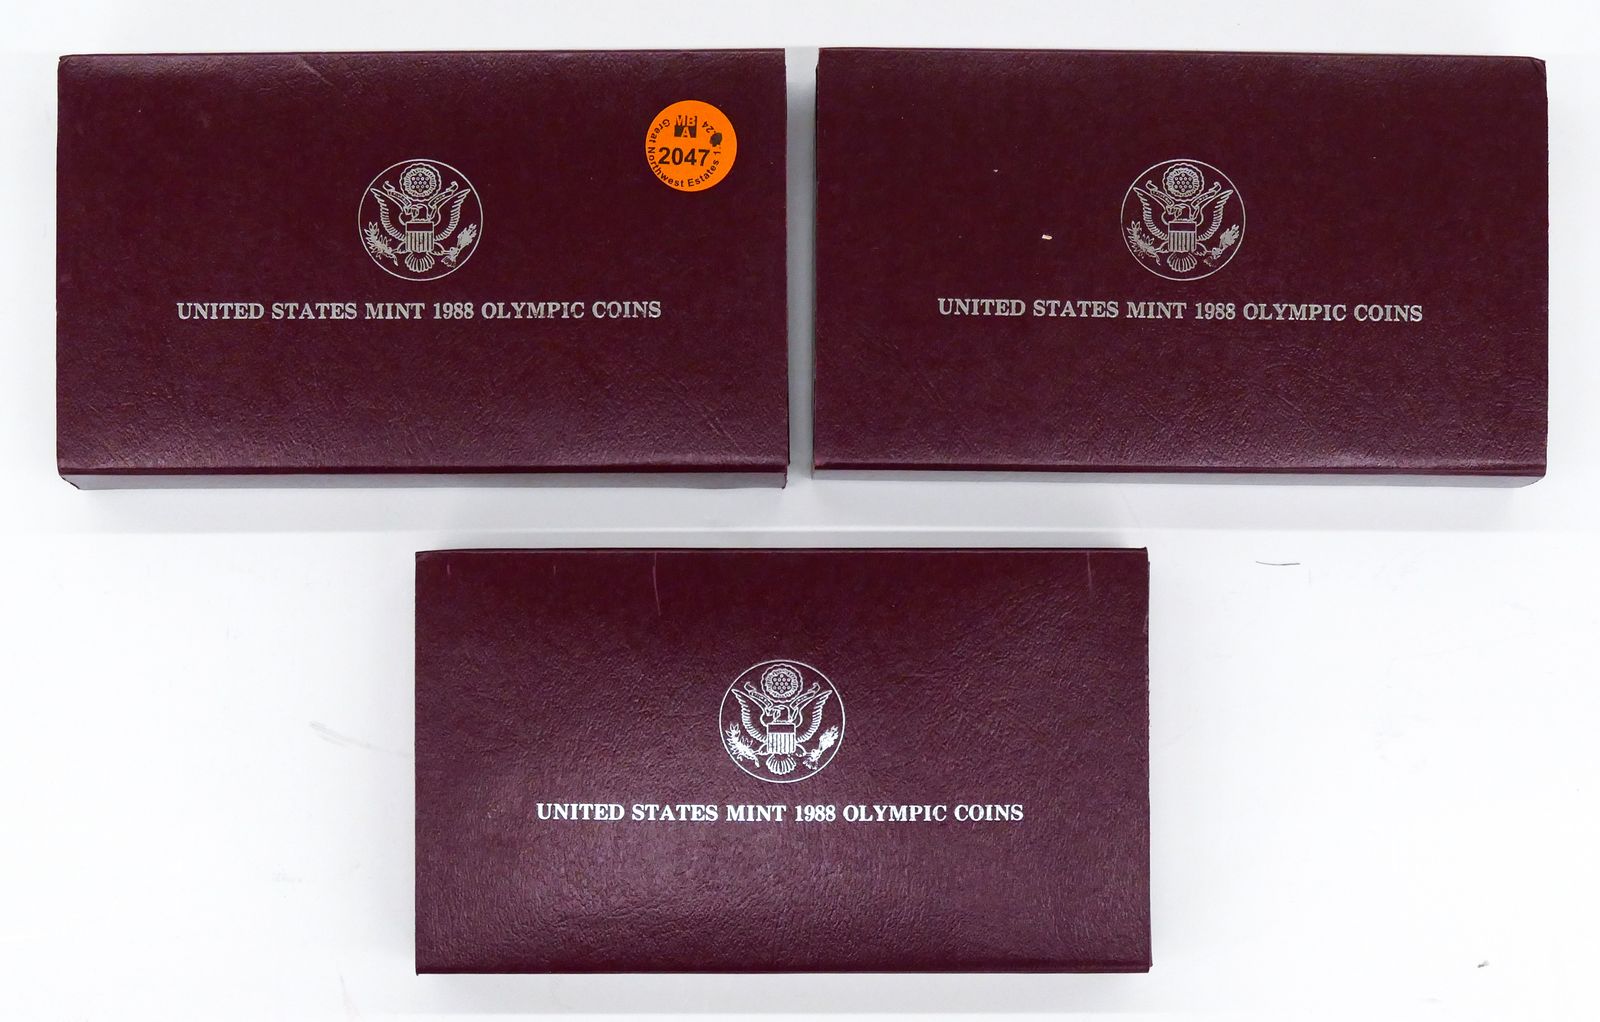 MB
A
2047
Great Northwest Estates
UNITED STATES MINT 1988 OLYMPIC COINS
UNITED STATES MINT 1988 OLYMPIC COINS
UNITED STATES MINT 1988 OLYMPIC COINS